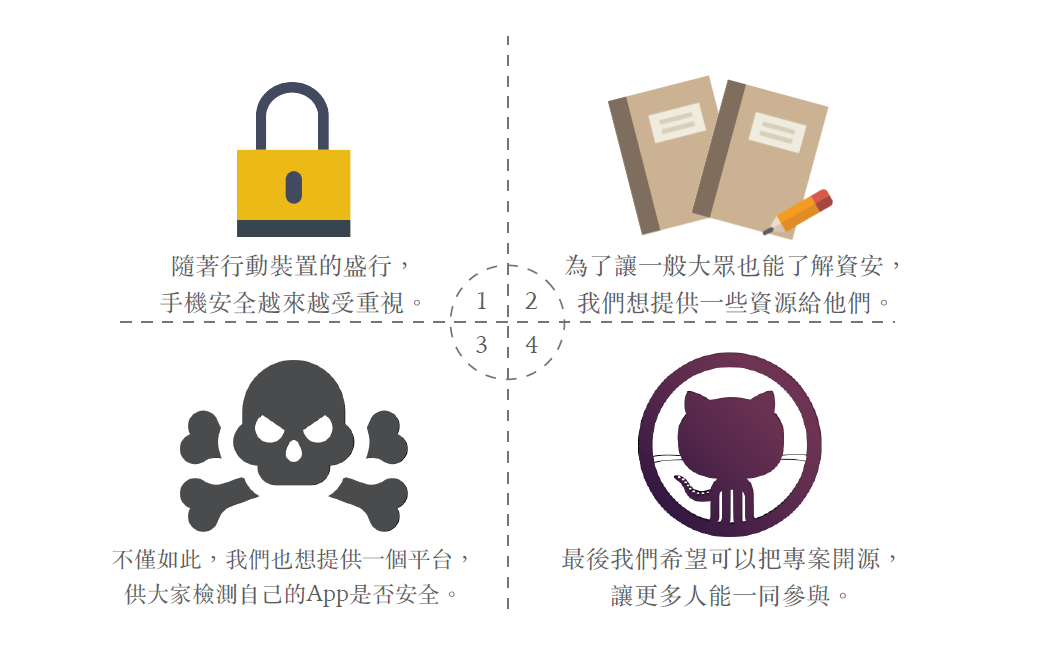 隨著行動裝置的盛行，
手機安全越來越受重視。
為了讓一般大眾也能了解資安，
我們想提供一些資源給他們。
1
2
3
4
不僅如此，我們也想提供一個平台，
供大家檢測自己的App是否安全。
最後我們希望可以把專案開源，
讓更多人能一同參與。